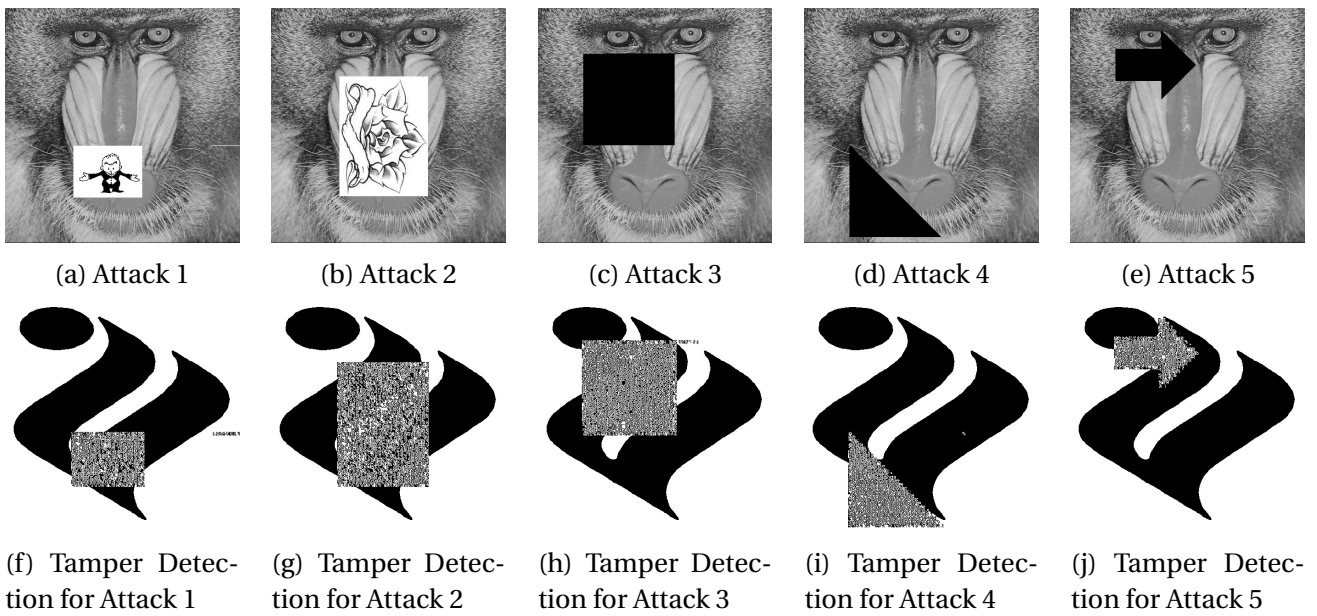 (a) Attack 1
(b) Attack 2
(c) Attack 3
(d) Attack 4
(e) Attack 5
(f) Tamper Detec-
tion for Attack 1
(g) Tamper Detec-
tion for Attack 2
(h) Tamper Detec-
tion for Attack 3
(i) Tamper Detec-
tion for Attack 4
(j) Tamper Detec-
tion for Attack 5